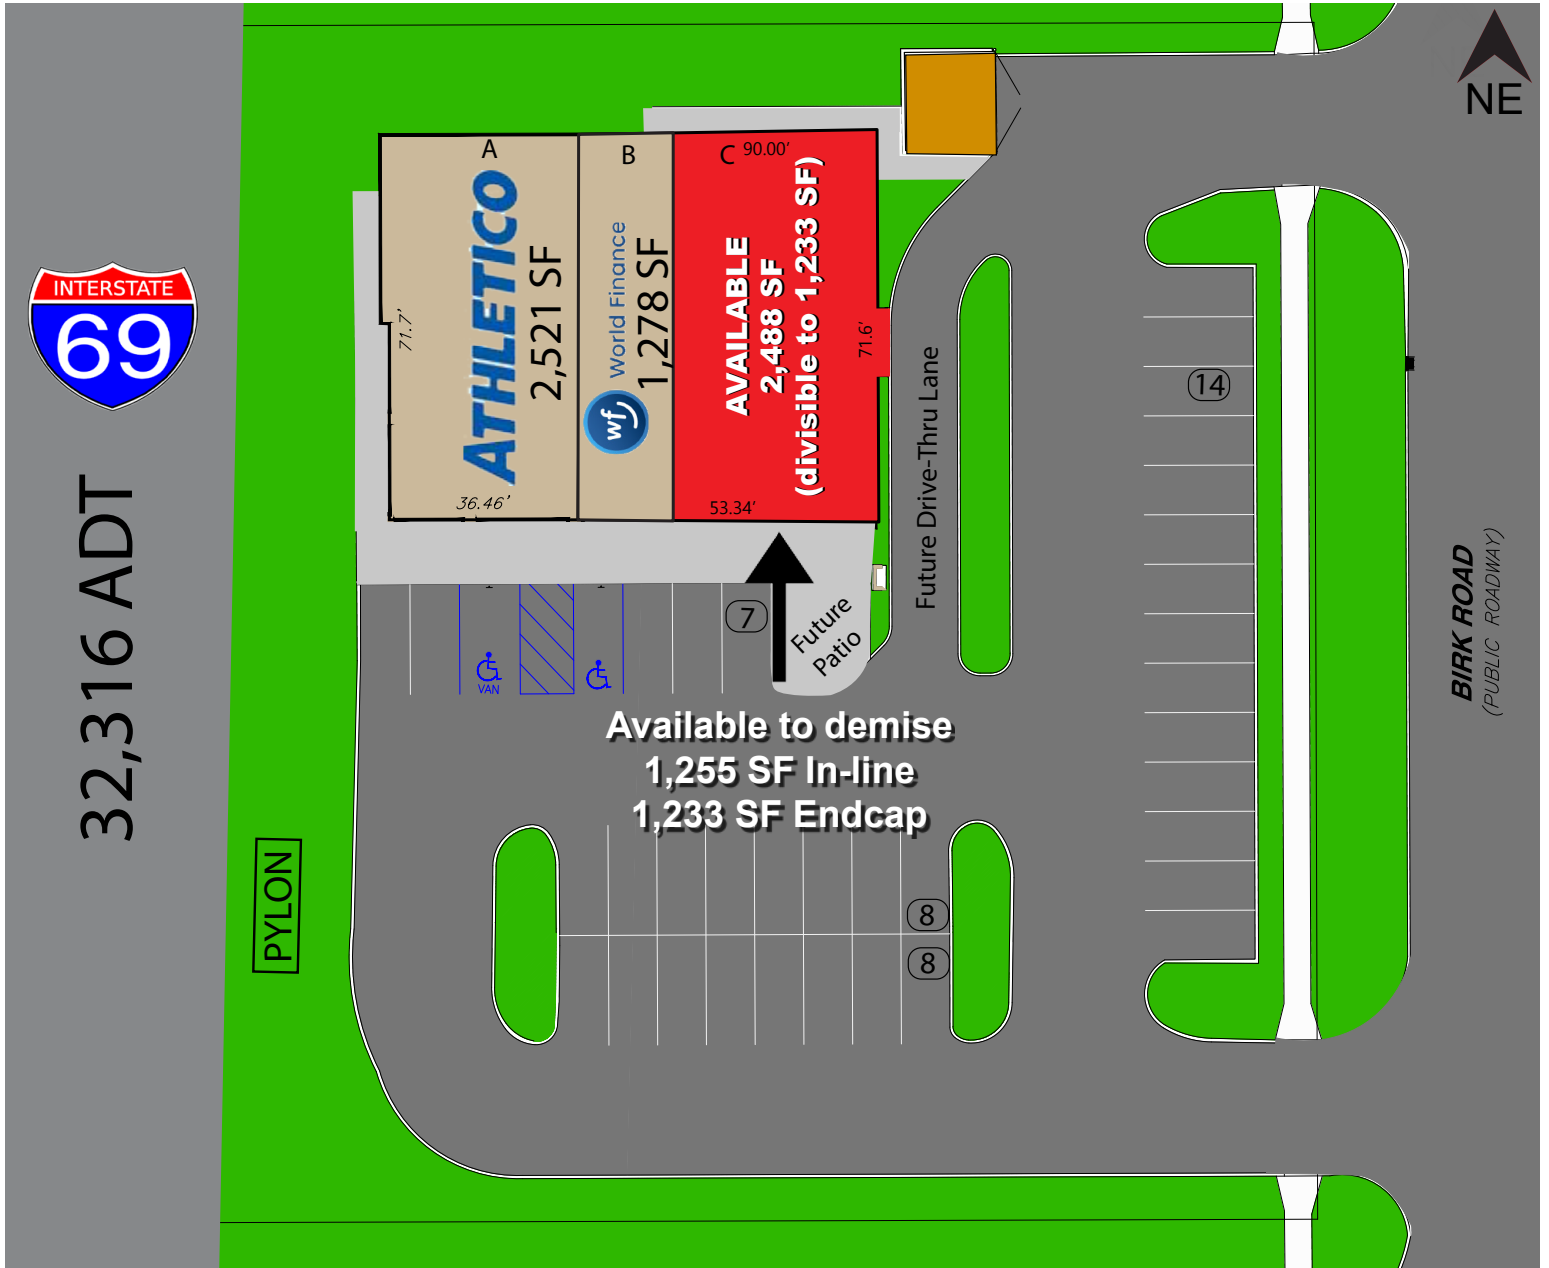 NE
INTERSTATE
69
32,316 ADT
PYLON
A
ATHLETICO
2,521 SF
71.7'
36.46'
B
World Finance
wf
1,278 SF
C 90.00'
AVAILABLE
2,488 SF
(divisible to 1,233 SF)
71.6'
53.34'
Future Drive-Thru Lane
14
BIRK ROAD
(PUBLIC ROADWAY)
7
Future
Patio
VAN
Available to demise
1,255 SF In-line
1,233 SF Endcap
8
8